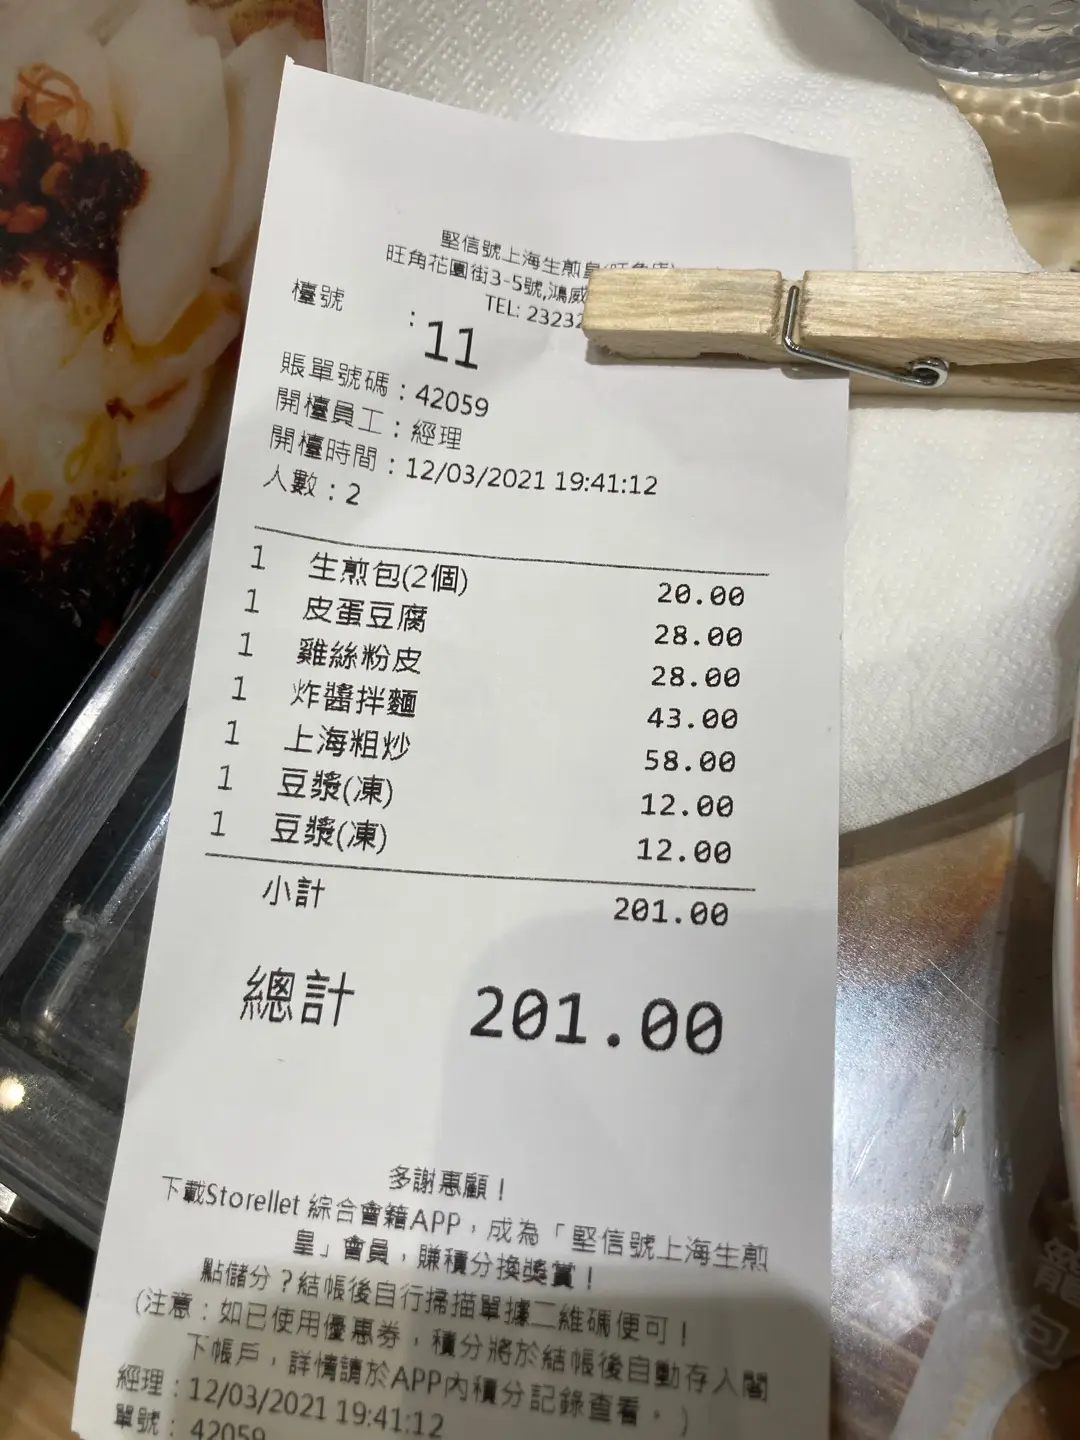 堅信號上海生煎皇(旺角店)
旺角花園街3-5號,鴻威
TEL: 23232
檯號 : 11
賬單號碼 : 42059
開檯員工 : 經理
開檯時間 : 12/03/2021 19:41:12
人數 : 2
1 生煎包(2個) 20.00
1 皮蛋豆腐 28.00
1 雞絲粉皮 28.00
1 炸醬拌麵 43.00
1 上海粗炒 58.00
1 豆漿(凍) 12.00
1 豆漿(凍) 12.00
小計 201.00
總計 201.00
多謝惠顧！
下載Storellet 綜合會籍APP，成為「堅信號上海生煎
皇」會員，賺積分換獎賞！
點儲分？結帳後自行掃描單據二維碼便可！
(注意：如已使用優惠券，積分將於結帳後自動存入閣
下帳戶，詳情請於APP內積分記錄查看。)
經理 : 12/03/2021 19:41:12
單號 : 42059
籠
包